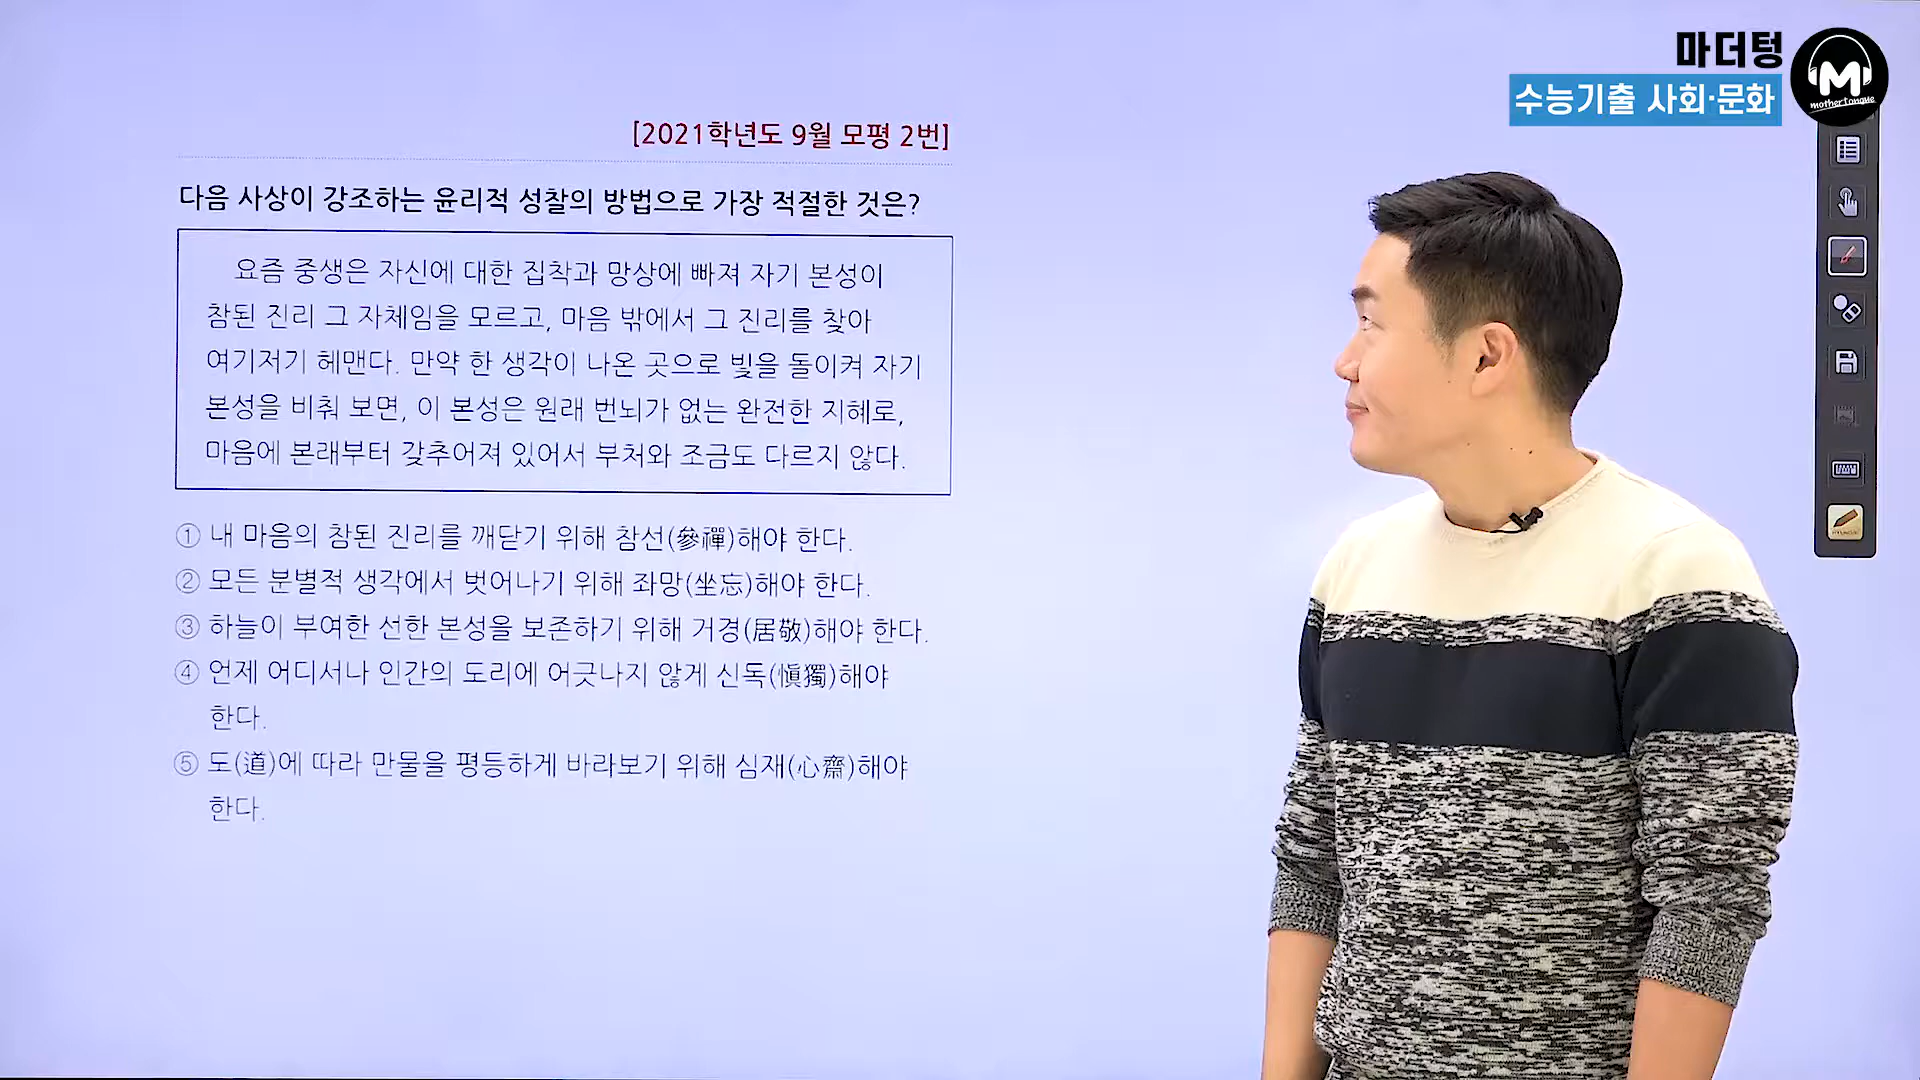 마더텅
수능기출 사회·문화
M
mothertongue
[2021학년도 9월 모평 2번]
다음 사상이 강조하는 윤리적 성찰의 방법으로 가장 적절한 것은?
요즘 중생은 자신에 대한 집착과 망상에 빠져 자기 본성이
참된 진리 그 자체임을 모르고, 마음 밖에서 그 진리를 찾아
여기저기 헤맨다. 만약 한 생각이 나온 곳으로 빛을 돌이켜 자기
본성을 비춰 보면, 이 본성은 원래 번뇌가 없는 완전한 지혜로,
마음에 본래부터 갖추어져 있어서 부처와 조금도 다르지 않다.
① 내 마음의 참된 진리를 깨닫기 위해 참선(參禪)해야 한다.
② 모든 분별적 생각에서 벗어나기 위해 좌망(坐忘)해야 한다.
③ 하늘이 부여한 선한 본성을 보존하기 위해 거경(居敬)해야 한다.
④ 언제 어디서나 인간의 도리에 어긋나지 않게 신독(愼獨)해야
한다.
⑤ 도(道)에 따라 만물을 평등하게 바라보기 위해 심재(心齋)해야
한다.